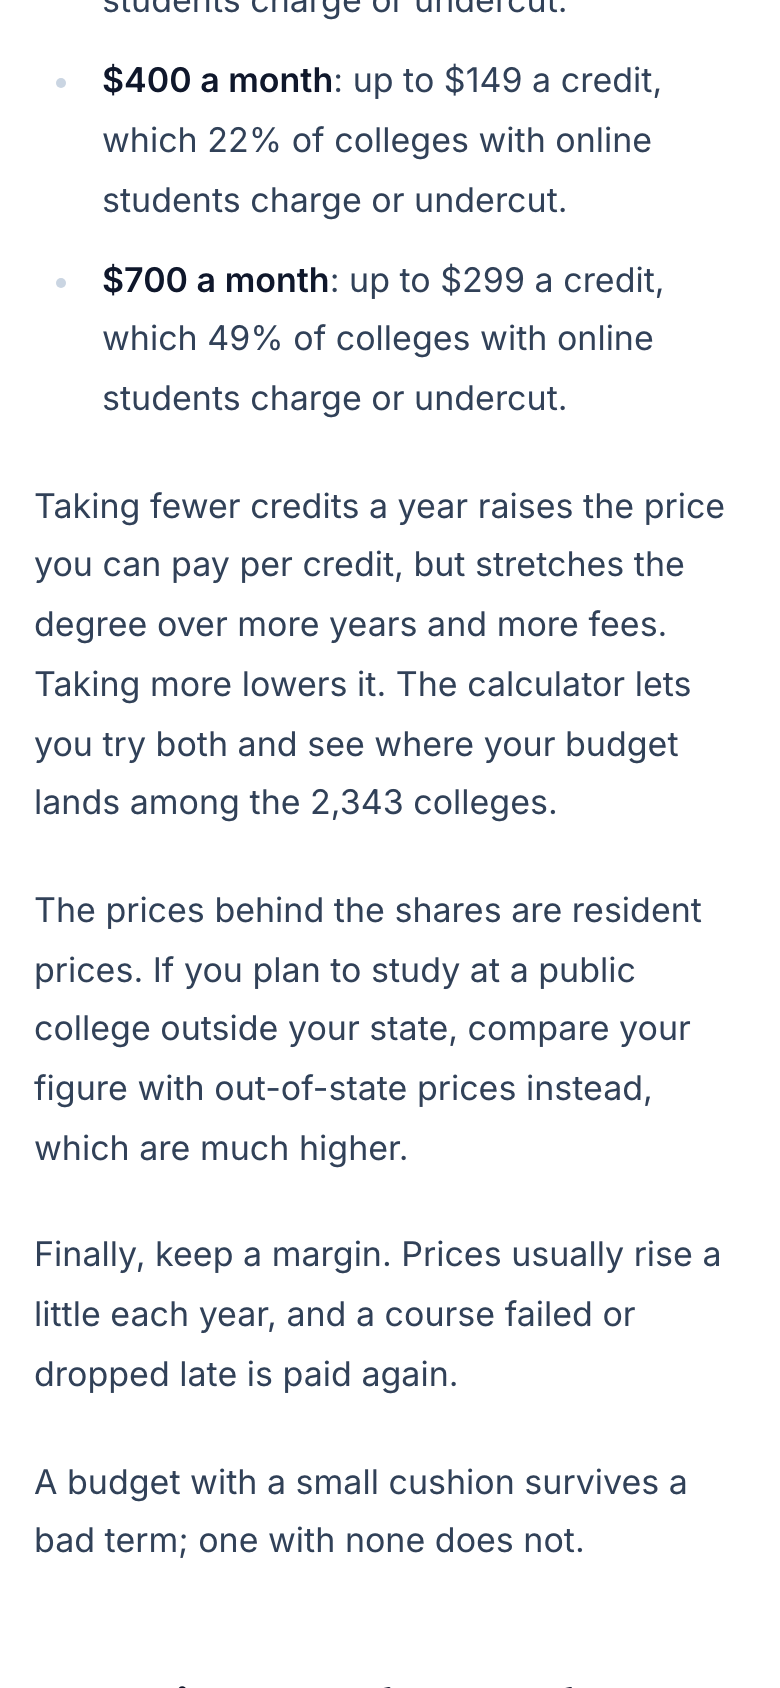 students charge or undercut.
$400 a month: up to $149 a credit,
which 22% of colleges with online
students charge or undercut.
$700 a month: up to $299 a credit,
which 49% of colleges with online
students charge or undercut.
Taking fewer credits a year raises the price
you can pay per credit, but stretches the
degree over more years and more fees.
Taking more lowers it. The calculator lets
you try both and see where your budget
lands among the 2,343 colleges.
The prices behind the shares are resident
prices. If you plan to study at a public
college outside your state, compare your
figure with out-of-state prices instead,
which are much higher.
Finally, keep a margin. Prices usually rise a
little each year, and a course failed or
dropped late is paid again.
A budget with a small cushion survives a
bad term; one with none does not.